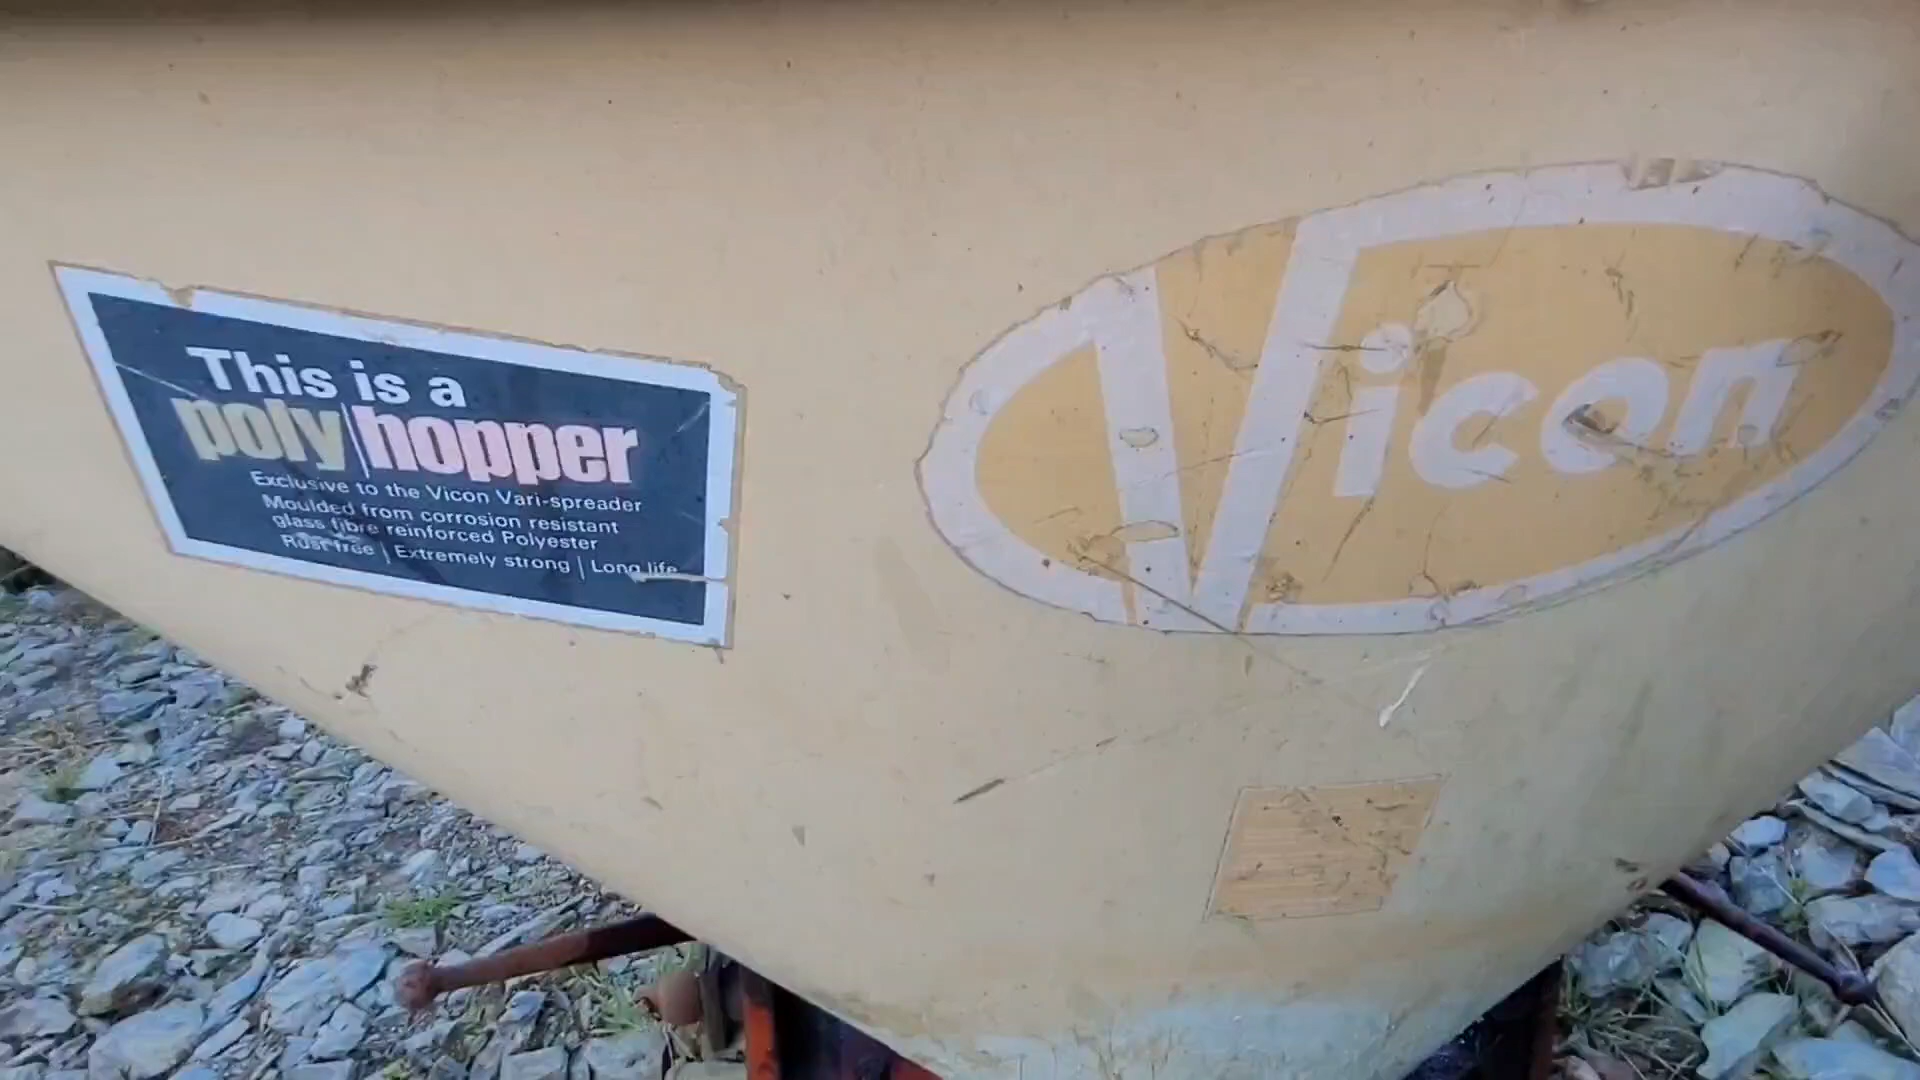 This is a
poly hopper
Exclusive to the Vicon Vari-spreader
Moulded from corrosion resistant
glass fibre reinforced Polyester
Rust free | Extremely strong | Long life
Vicon